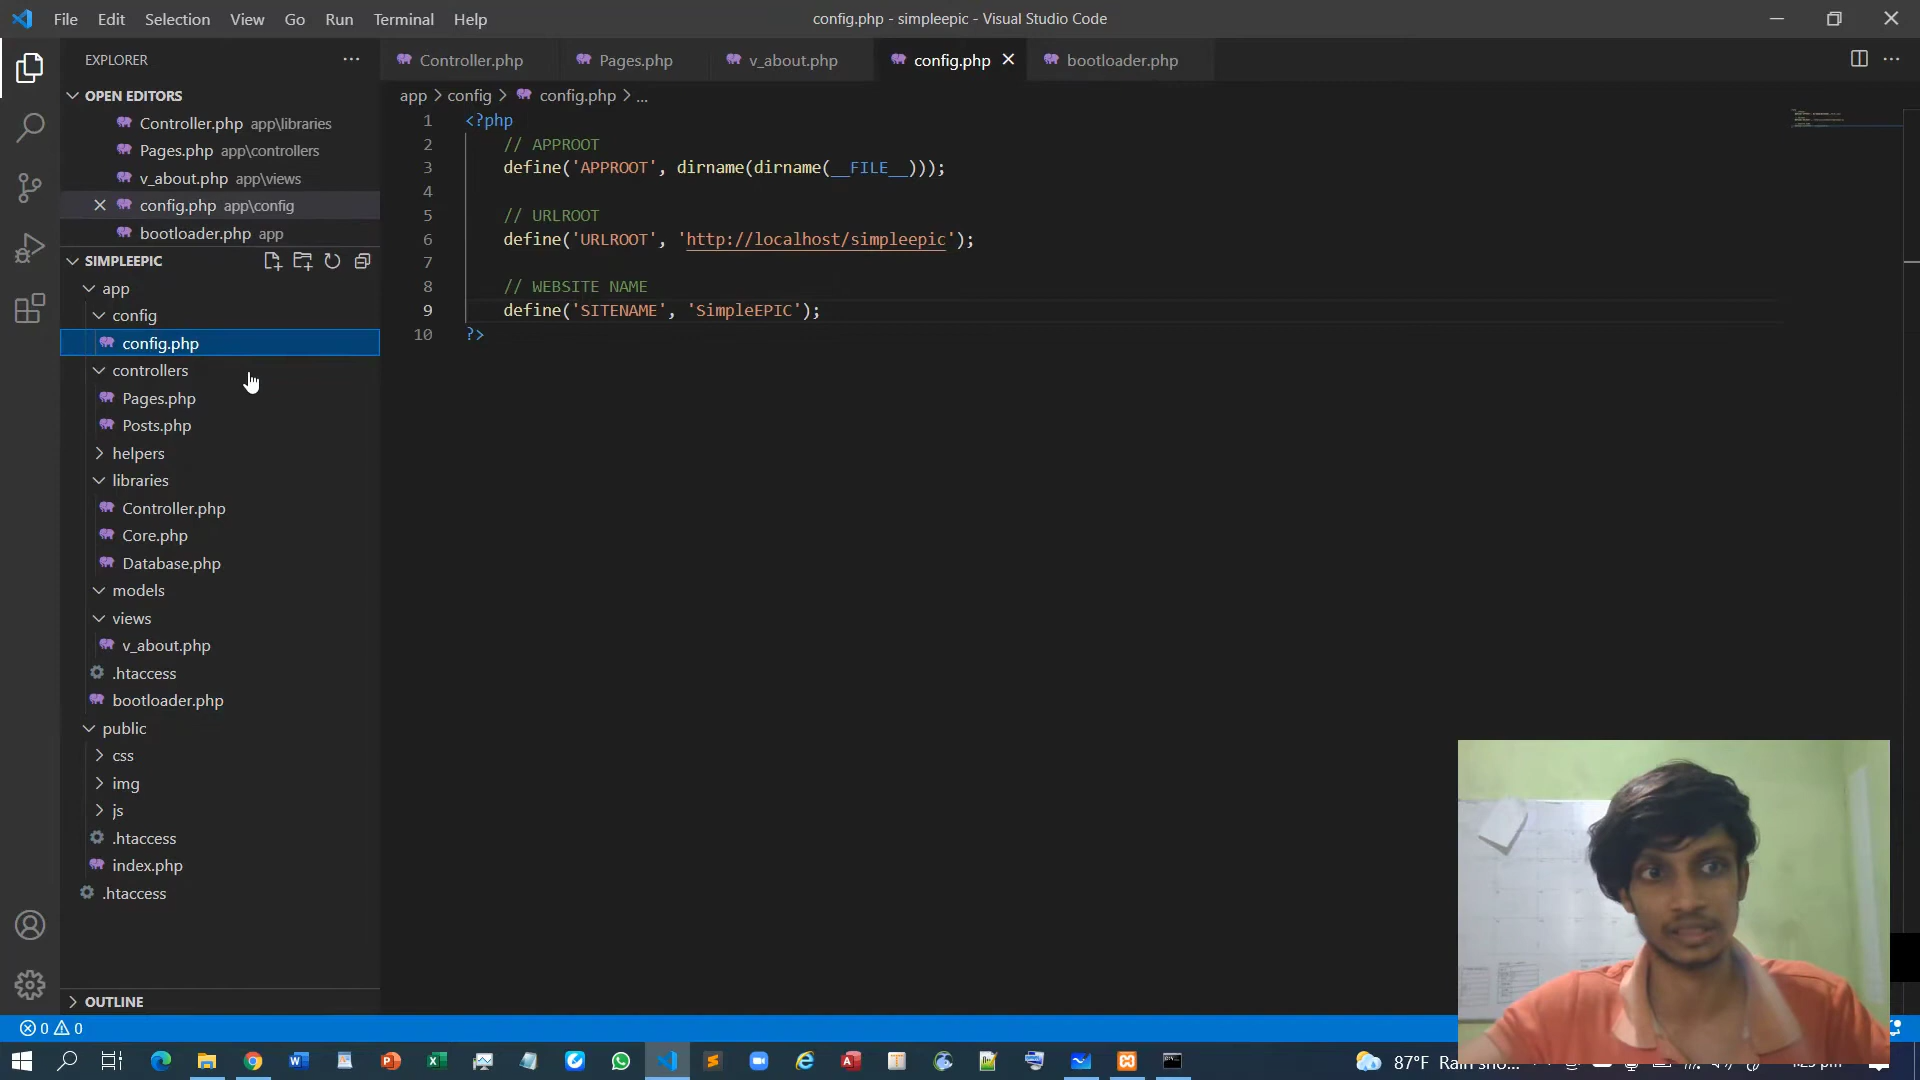 File Edit Selection View Go Run Terminal Help
config.php - simpleepic - Visual Studio Code
EXPLORER
Controller.php
Pages.php
v_about.php
config.php
bootloader.php
OPEN EDITORS
Controller.php app\libraries
Pages.php app\controllers
v_about.php app\views
config.php app\config
bootloader.php app
SIMPLEEPIC
app
config
config.php
controllers
Pages.php
Posts.php
helpers
libraries
Controller.php
Core.php
Database.php
models
views
v_about.php
.htaccess
bootloader.php
public
css
img
js
.htaccess
index.php
.htaccess
OUTLINE
app > config > config.php > ...
1 <?php
2 // APPROOT
3 define('APPROOT', dirname(dirname(__FILE__)));
4
5 // URLROOT
6 define('URLROOT', 'http://localhost/simpleepic');
7
8 // WEBSITE NAME
9 define('SITENAME', 'SimpleEPIC');
10 ?>
0 0
87°F Rain sho...